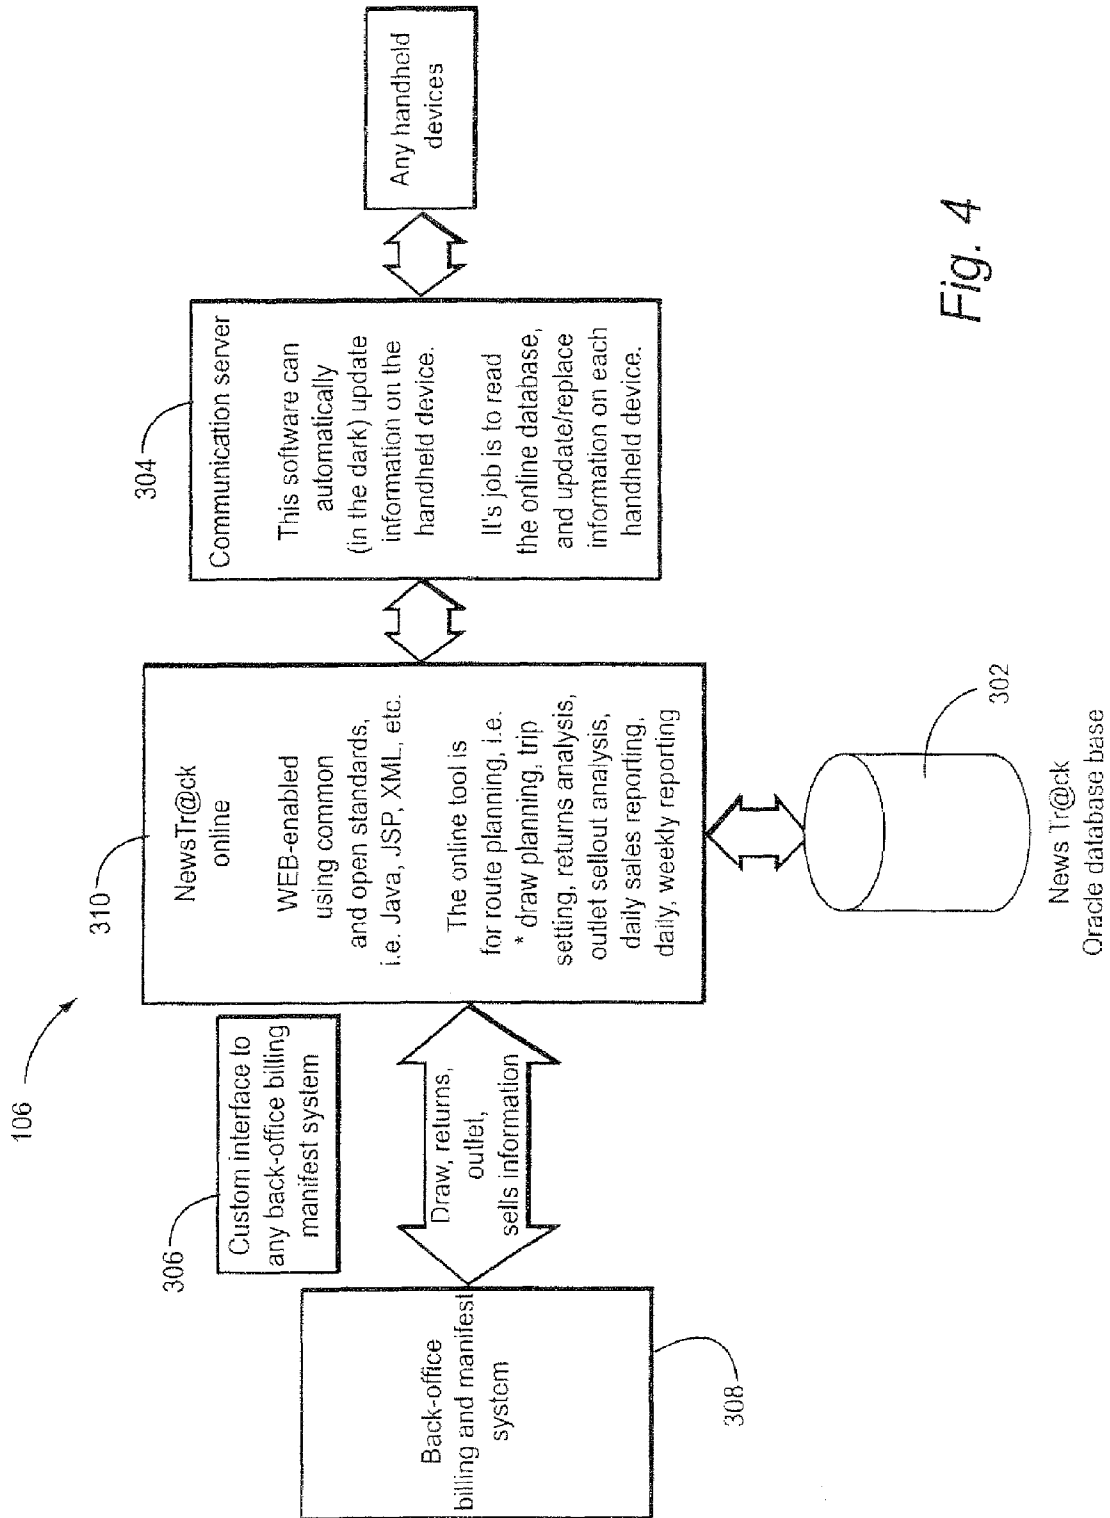 106
306
Custom interface to
any back-office billing
manifest system
Back-office
billing and manifest
system
308
Draw, returns,
outlet,
sells information
310
NewsTr@ck
online
WEB-enabled
using common
and open standards,
i.e. Java, JSP, XML, etc.
The online tool is
for route planning, i.e.
* draw planning, trip
setting, returns analysis,
outlet sellout analysis,
daily sales reporting,
daily, weekly reporting
302
News Tr@ck
Oracle database base
304
Communication server
This software can
automatically
(in the dark) update
information on the
handheld device.
It's job is to read
the online database,
and update/replace
information on each
handheld device.
Any handheld
devices
Fig. 4